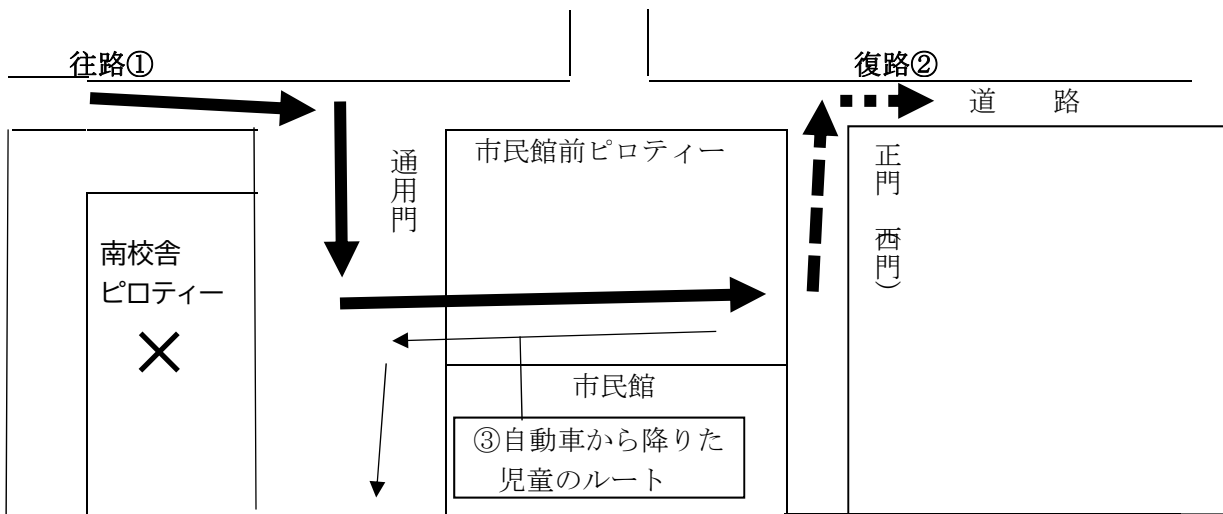 往路①
復路②
道　路
市民館前ピロティー
通用門
正門　西門）
南校舎
ピロティー
市民館
③自動車から降りた
児童のルート